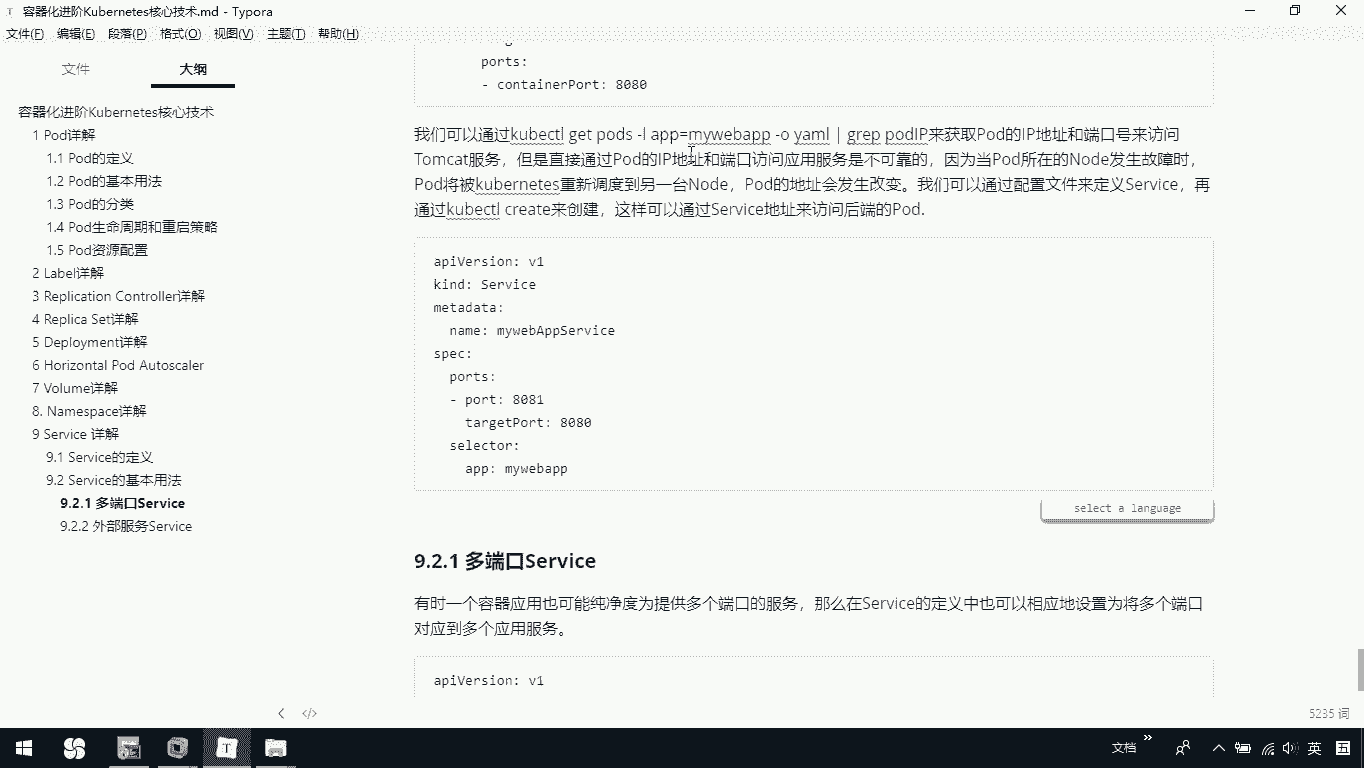 容器化进阶Kubernetes核心技术.md - Typora
文件(F) 编辑(E) 段落(P) 格式(O) 视图(V) 主题(T) 帮助(H)
文件 大纲
容器化进阶Kubernetes核心技术
1 Pod详解
1.1 Pod的定义
1.2 Pod的基本用法
1.3 Pod的分类
1.4 Pod生命周期和重启策略
1.5 Pod资源配置
2 Label详解
3 Replication Controller详解
4 Replica Set详解
5 Deployment详解
6 Horizontal Pod Autoscaler
7 Volume详解
8. Namespace详解
9 Service 详解
9.1 Service的定义
9.2 Service的基本用法
9.2.1 多端口Service
9.2.2 外部服务Service
ports:
- containerPort: 8080
我们可以通过kubectl get pods -l app=mywebapp -o yaml | grep podIP来获取Pod的IP地址和端口号来访问
Tomcat服务，但是直接通过Pod的IP地址和端口访问应用服务是不可靠的，因为当Pod所在的Node发生故障时，
Pod将被kubernetes重新调度到另一台Node，Pod的地址会发生改变。我们可以通过配置文件来定义Service，再
通过kubectl create来创建，这样可以通过Service地址来访问后端的Pod.
apiVersion: v1
kind: Service
metadata:
name: mywebAppService
spec:
ports:
- port: 8081
targetPort: 8080
selector:
app: mywebapp
select a language
9.2.1 多端口Service
有时一个容器应用也可能纯净度为提供多个端口的服务，那么在Service的定义中也可以相应地设置为将多个端口
对应到多个应用服务。
apiVersion: v1
5235 词
文档 英 五